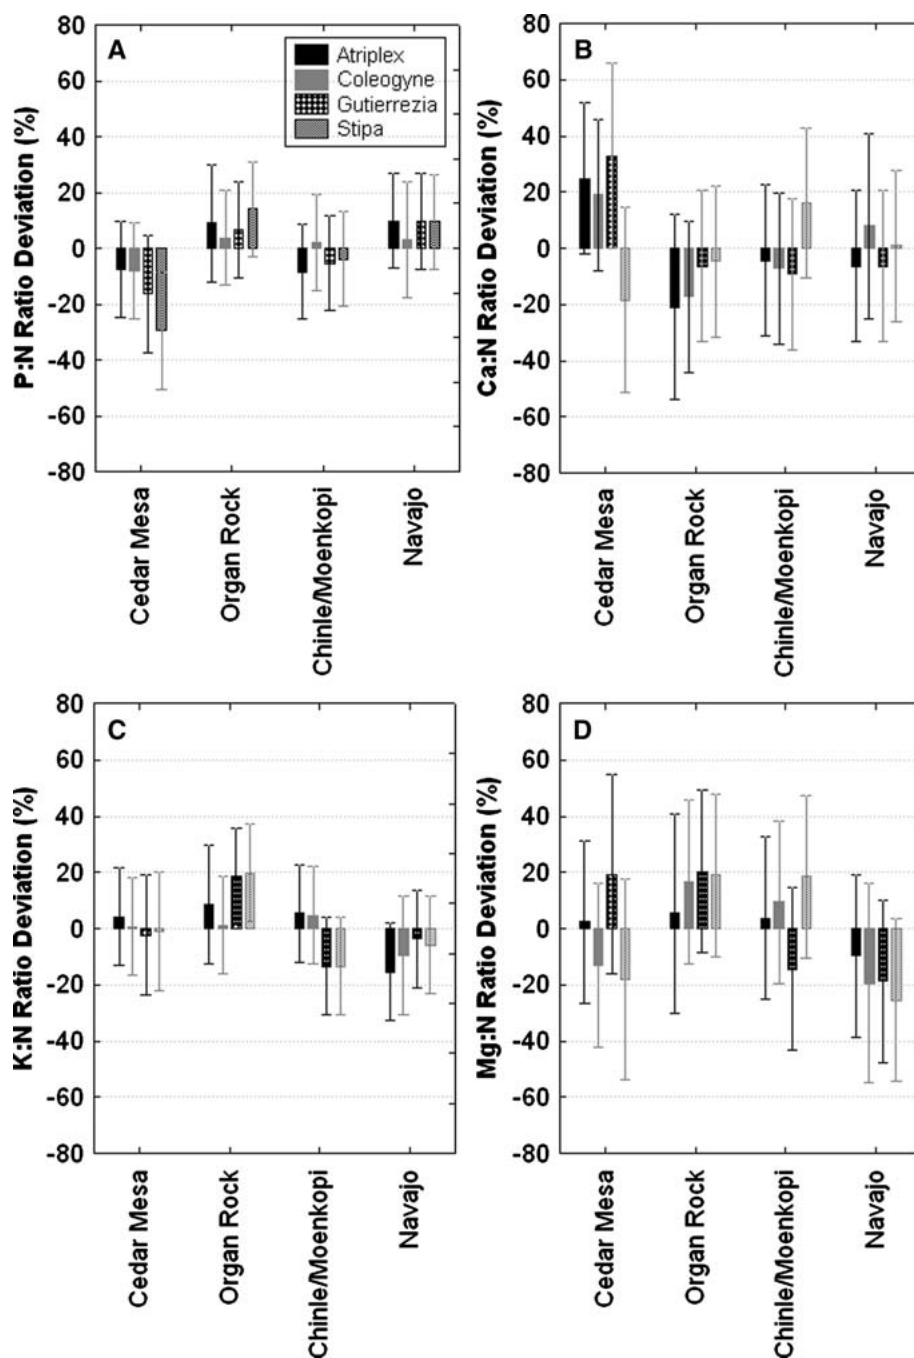 A
Atriplex
Coleogyne
Gutierrezia
Stipa
P:N Ratio Deviation (%)
80
60
40
20
0
-20
-40
-60
-80
Cedar Mesa
Organ Rock
Chinle/Moenkopi
Navajo
B
Ca:N Ratio Deviation (%)
80
60
40
20
0
-20
-40
-60
-80
Cedar Mesa
Organ Rock
Chinle/Moenkopi
Navajo
C
K:N Ratio Deviation (%)
80
60
40
20
0
-20
-40
-60
-80
Cedar Mesa
Organ Rock
Chinle/Moenkopi
Navajo
D
Mg:N Ratio Deviation (%)
80
60
40
20
0
-20
-40
-60
-80
Cedar Mesa
Organ Rock
Chinle/Moenkopi
Navajo